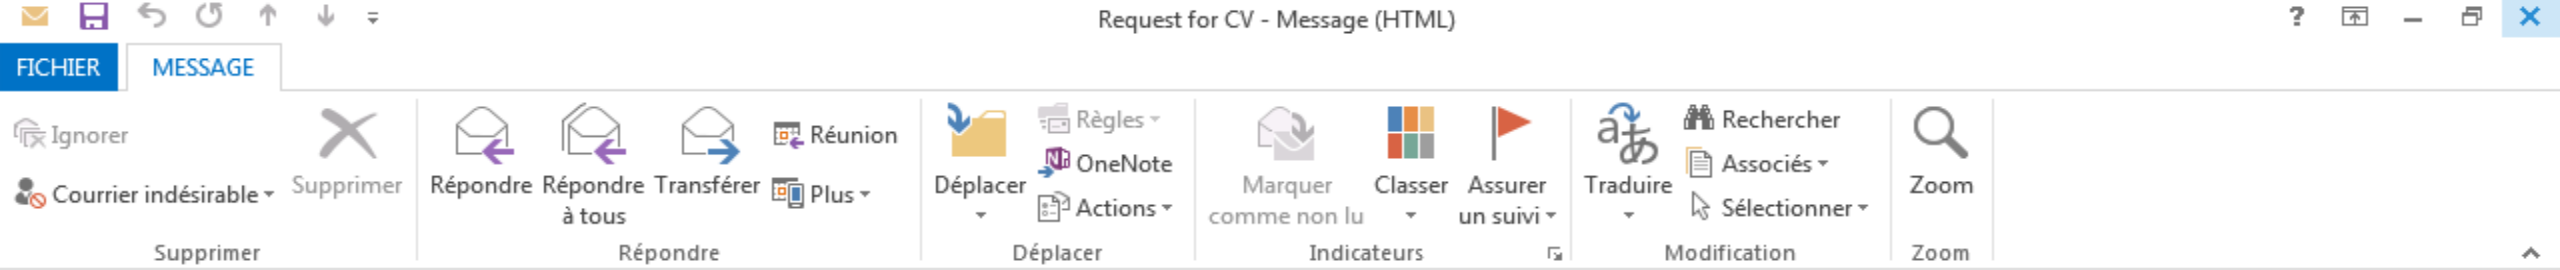 Request for CV - Message (HTML)
?
FICHIER MESSAGE
Ignorer
Courrier indésirable
Supprimer
Supprimer
Répondre
Répondre
à tous
Transférer
Réunion
Plus
Répondre
Déplacer
Règles
OneNote
Actions
Déplacer
Marquer
comme non lu
Classer
Assurer
un suivi
Indicateurs
Traduire
Rechercher
Associés
Sélectionner
Modification
Zoom
Zoom